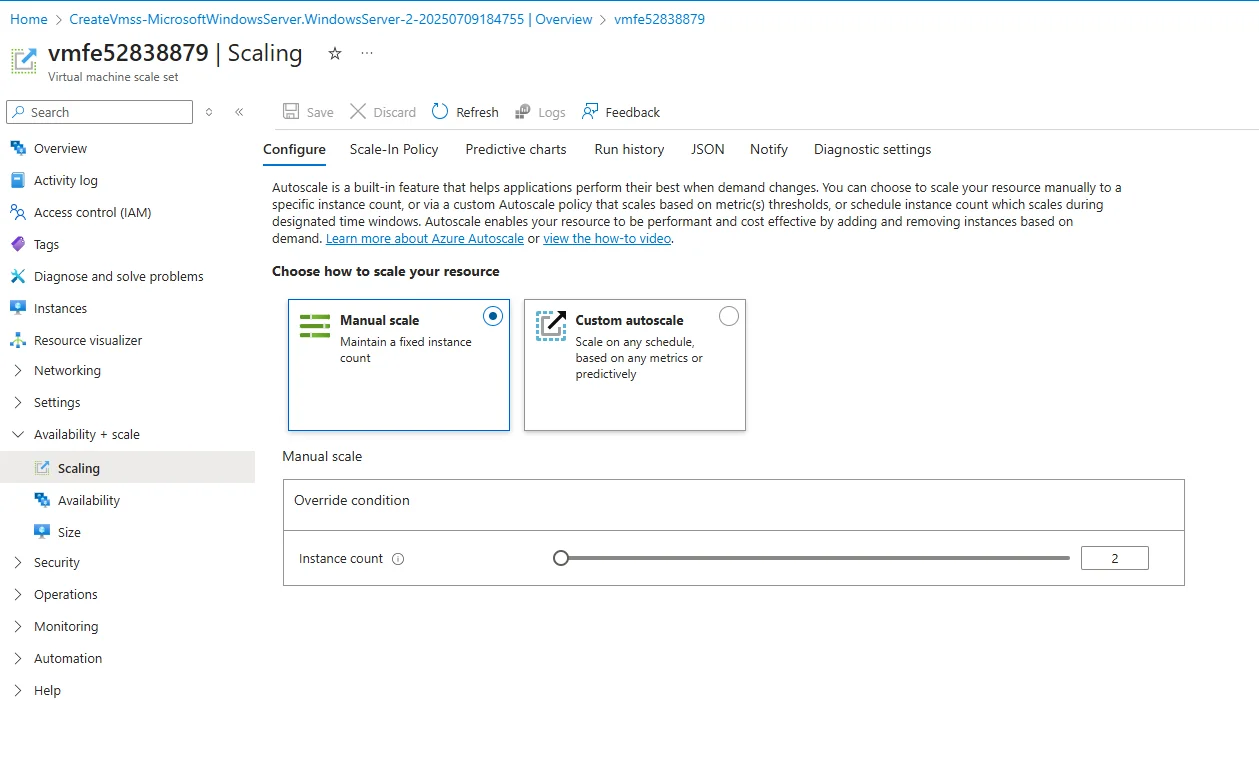 Home > CreateVmss-MicrosoftWindowsServer.WindowsServer-2-20250709184755 | Overview > vmfe52838879
vmfe52838879 | Scaling
Virtual machine scale set
Search
Save Discard Refresh Logs Feedback
Overview
Activity log
Access control (IAM)
Tags
Diagnose and solve problems
Instances
Resource visualizer
Networking
Settings
Availability + scale
Scaling
Availability
Size
Security
Operations
Monitoring
Automation
Help
Configure Scale-In Policy Predictive charts Run history JSON Notify Diagnostic settings
Autoscale is a built-in feature that helps applications perform their best when demand changes. You can choose to scale your resource manually to a
specific instance count, or via a custom Autoscale policy that scales based on metric(s) thresholds, or schedule instance count which scales during
designated time windows. Autoscale enables your resource to be performant and cost effective by adding and removing instances based on
demand. Learn more about Azure Autoscale or view the how-to video.
Choose how to scale your resource
Manual scale
Maintain a fixed instance
count
Custom autoscale
Scale on any schedule,
based on any metrics or
predictively
Manual scale
Override condition
Instance count 2